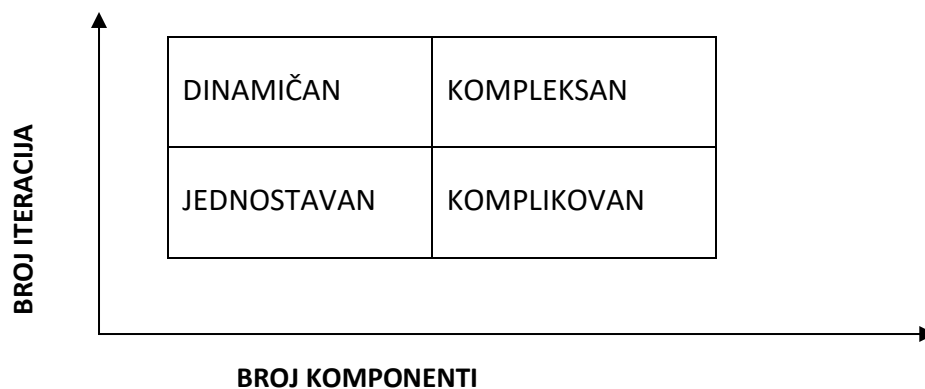 DINAMIČAN
KOMPLEKSAN
JEDNOSTAVAN
KOMPLIKOVAN
BROJ ITERACIJA
BROJ KOMPONENTI